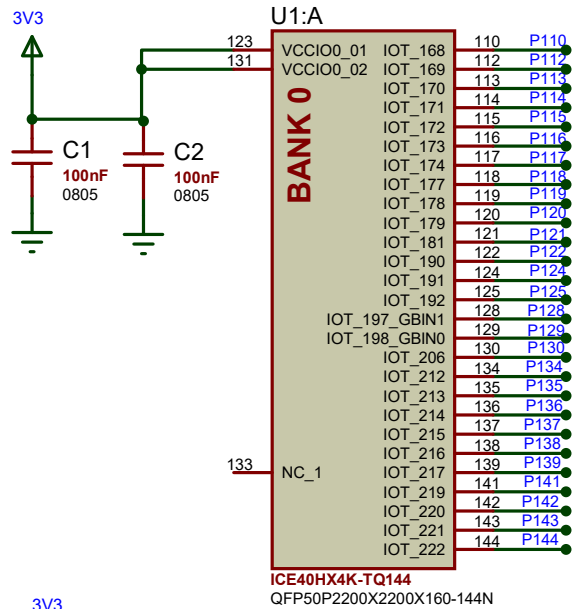 U1:A
3V3
123 VCCIO0_01 IOT_168 110 P110
131 VCCIO0_02 IOT_169 112 P112
IOT_170 113 P113
IOT_171 114 P114
IOT_172 115 P115
IOT_173 116 P116
IOT_174 117 P117
IOT_177 118 P118
IOT_178 119 P119
IOT_179 120 P120
IOT_181 121 P121
IOT_190 122 P122
IOT_191 124 P124
IOT_192 125 P125
IOT_197_GBIN1 128 P128
IOT_198_GBIN0 129 P129
IOT_206 130 P130
IOT_212 134 P134
IOT_213 135 P135
IOT_214 136 P136
IOT_215 137 P137
IOT_216 138 P138
133 NC_1 IOT_217 139 P139
IOT_219 141 P141
IOT_220 142 P142
IOT_221 143 P143
IOT_222 144 P144
BANK 0
C1
100nF
0805
C2
100nF
0805
ICE40HX4K-TQ144
QFP50P2200X2200X160-144N
3V3